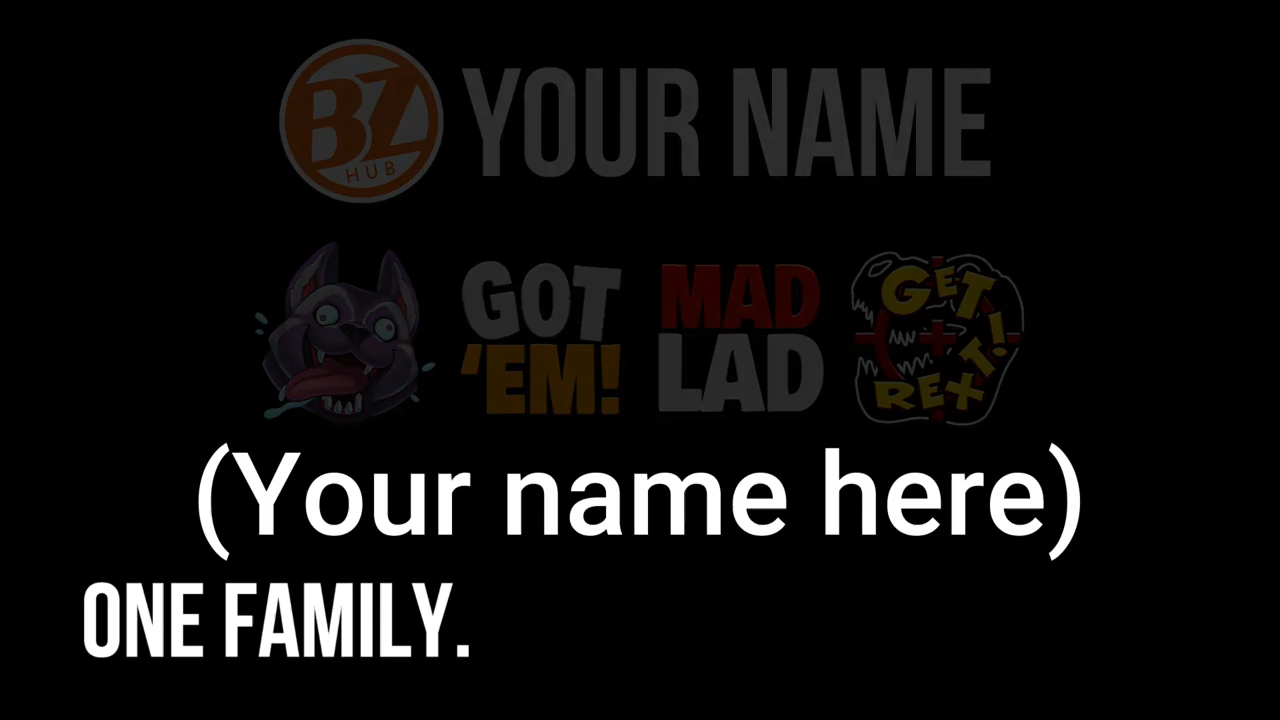 BZ
HUB
YOUR NAME
GOT
'EM!
MAD
LAD
GET
REKT!
(Your name here)
ONE FAMILY.